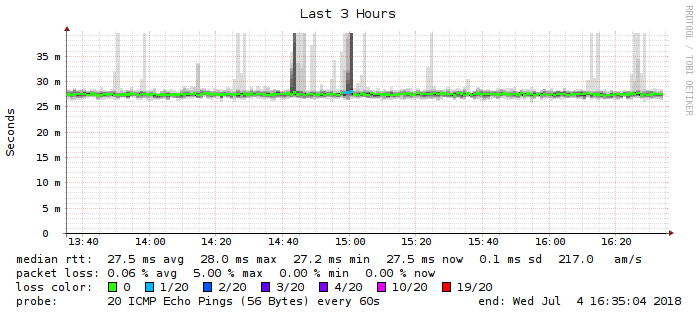 Last 3 Hours
RRDTOOL / TOBI OETIKER
Seconds
35 m
30 m
25 m
20 m
15 m
10 m
5 m
0
13:40 14:00 14:20 14:40 15:00 15:20 15:40 16:00 16:20
median rtt: 27.5 ms avg 28.0 ms max 27.2 ms min 27.5 ms now 0.1 ms sd 217.0 am/s
packet loss: 0.06 % avg 5.00 % max 0.00 % min 0.00 % now
loss color: 0 1/20 2/20 3/20 4/20 10/20 19/20
probe: 20 ICMP Echo Pings (56 Bytes) every 60s end: Wed Jul 4 16:35:04 2018